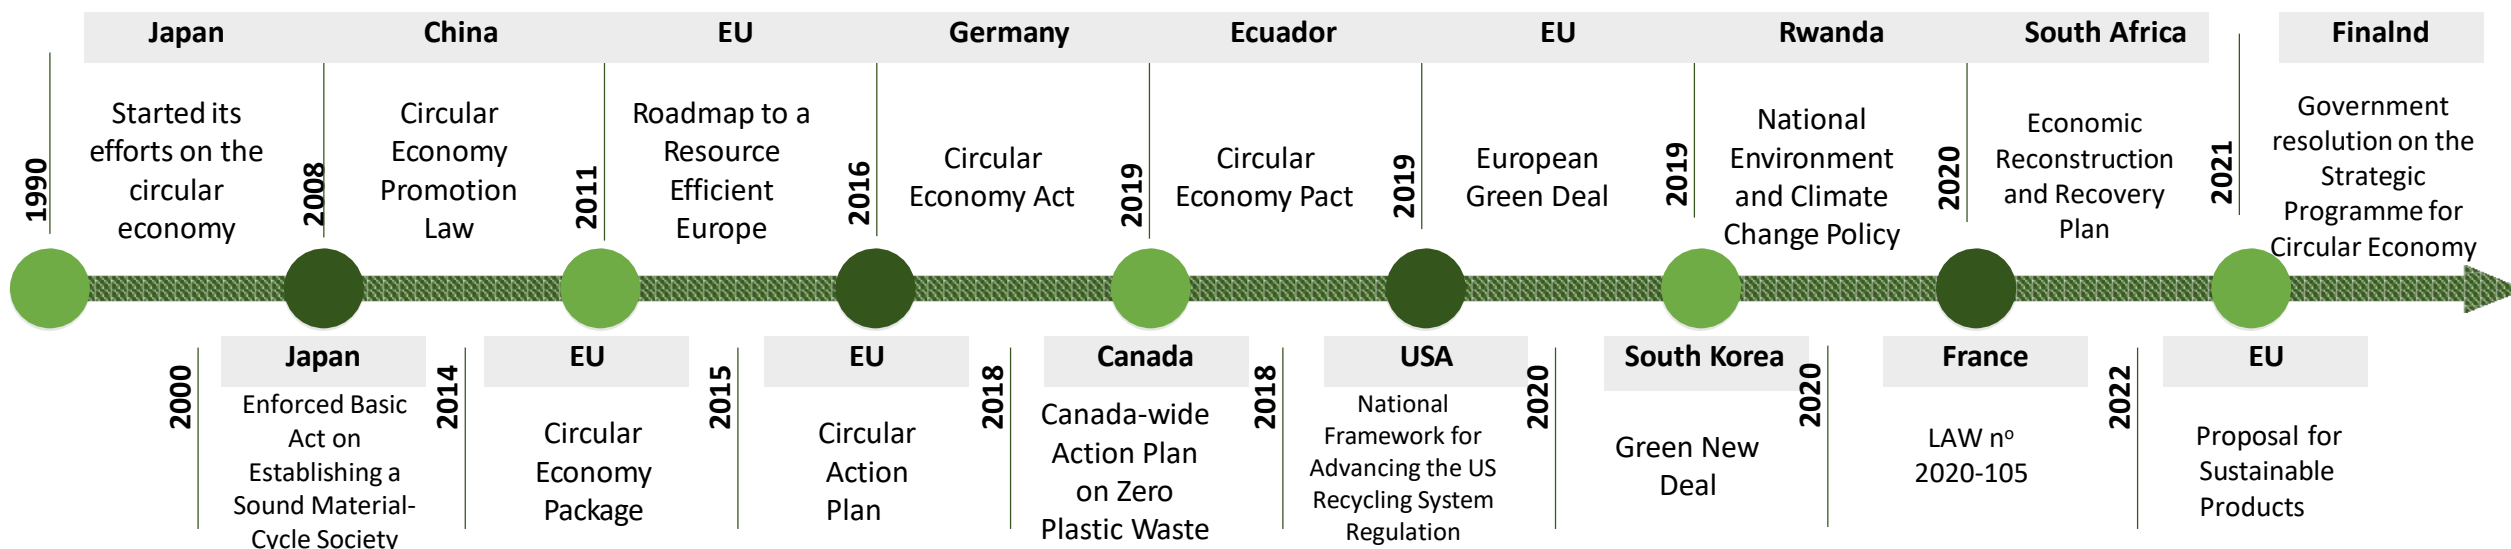 1990
Japan
Started its
efforts on the
circular
economy
2008
China
Circular
Economy
Promotion
Law
2011
EU
Roadmap to a
Resource
Efficient
Europe
2016
Germany
Circular
Economy Act
2019
Ecuador
Circular
Economy Pact
2019
EU
European
Green Deal
2019
Rwanda
National
Environment
and Climate
Change Policy
2020
South Africa
Economic
Reconstruction
and Recovery
Plan
2021
Finalnd
Government
resolution on the
Strategic
Programme for
Circular Economy
2000
Japan
Enforced Basic
Act on
Establishing a
Sound Material-
Cycle Society
2014
EU
Circular
Economy
Package
2015
EU
Circular
Action
Plan
2018
Canada
Canada-wide
Action Plan
on Zero
Plastic Waste
2018
USA
National
Framework for
Advancing the US
Recycling System
Regulation
2020
South Korea
Green New
Deal
2020
France
LAW nº
2020-105
2022
EU
Proposal for
Sustainable
Products